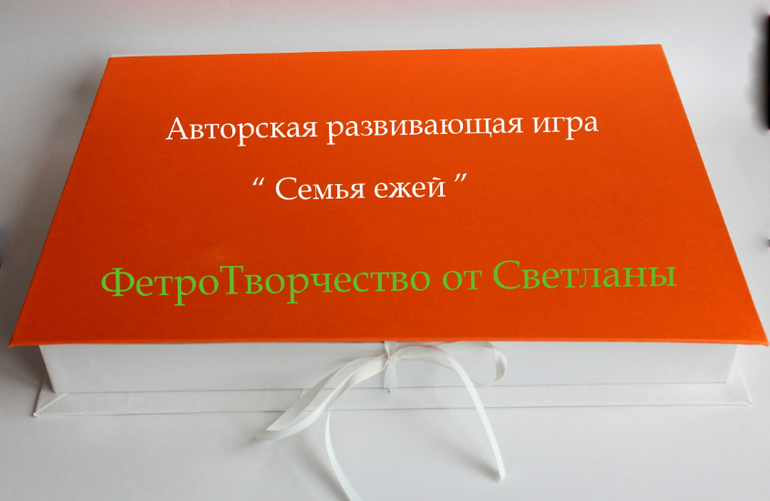 Авторская развивающая игра
“ Семья ежей ”
ФетроТворчество от Светланы